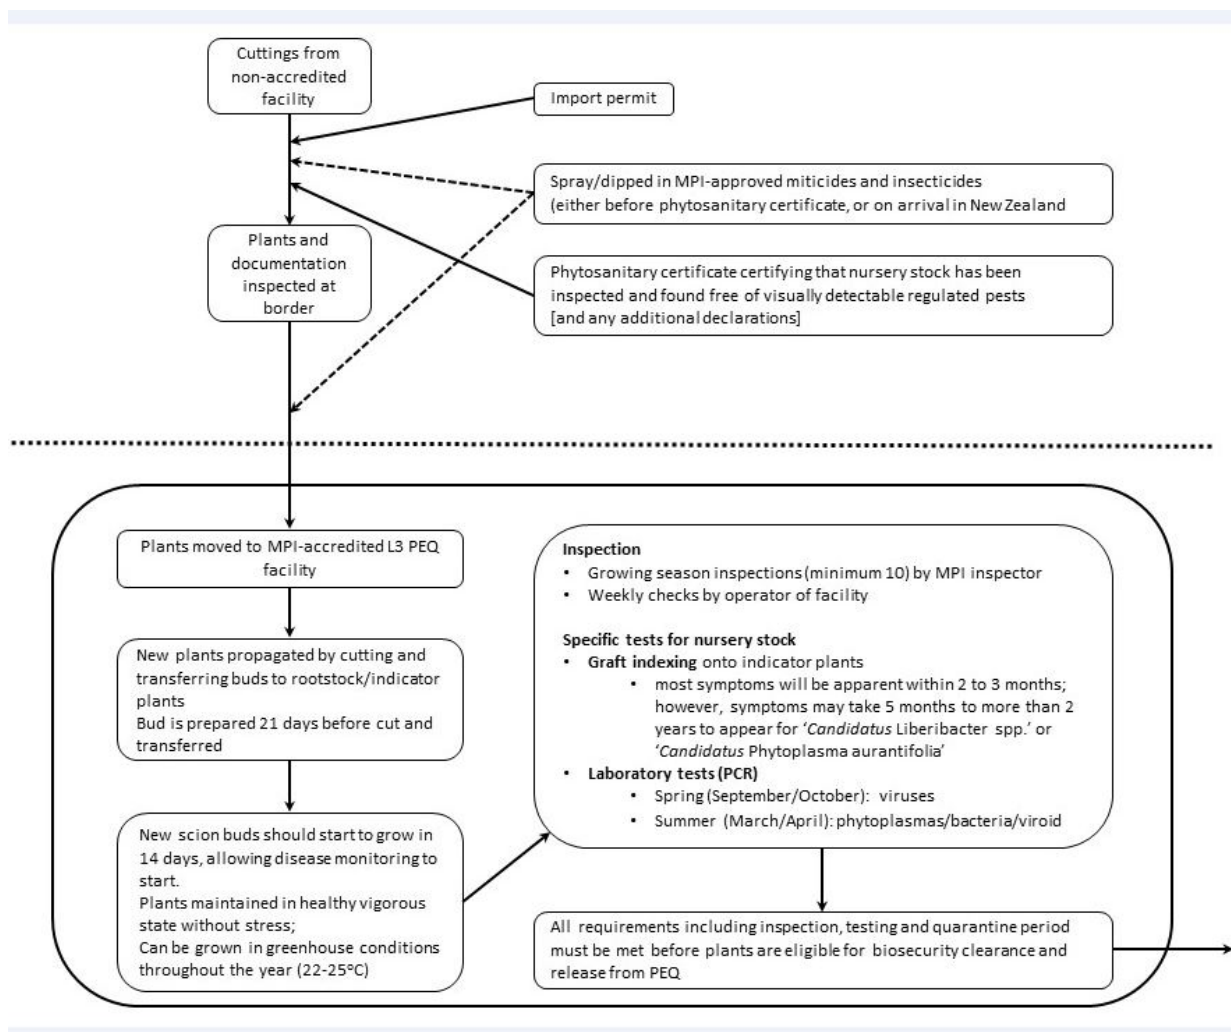 Cuttings from
non-accredited
facility
Import permit
Spray/dipped in MPI-approved miticides and insecticides
(either before phytosanitary certificate, or on arrival in New Zealand
Plants and
documentation
inspected at
border
Phytosanitary certificate certifying that nursery stock has been
inspected and found free of visually detectable regulated pests
[and any additional declarations]
Plants moved to MPI-accredited L3 PEQ
facility
New plants propagated by cutting and
transferring buds to rootstock/indicator
plants
Bud is prepared 21 days before cut and
transferred
New scion buds should start to grow in
14 days, allowing disease monitoring to
start.
Plants maintained in healthy vigorous
state without stress;
Can be grown in greenhouse conditions
throughout the year (22-25°C)
Inspection
• Growing season inspections (minimum 10) by MPI inspector
• Weekly checks by operator of facility
Specific tests for nursery stock
• Graft indexing onto indicator plants
• most symptoms will be apparent within 2 to 3 months;
however, symptoms may take 5 months to more than 2
years to appear for ‘Candidatus Liberibacter spp.’ or
‘Candidatus Phytoplasma aurantifolia’
• Laboratory tests (PCR)
• Spring (September/October): viruses
• Summer (March/April): phytoplasmas/bacteria/viroid
All requirements including inspection, testing and quarantine period
must be met before plants are eligible for biosecurity clearance and
release from PEQ